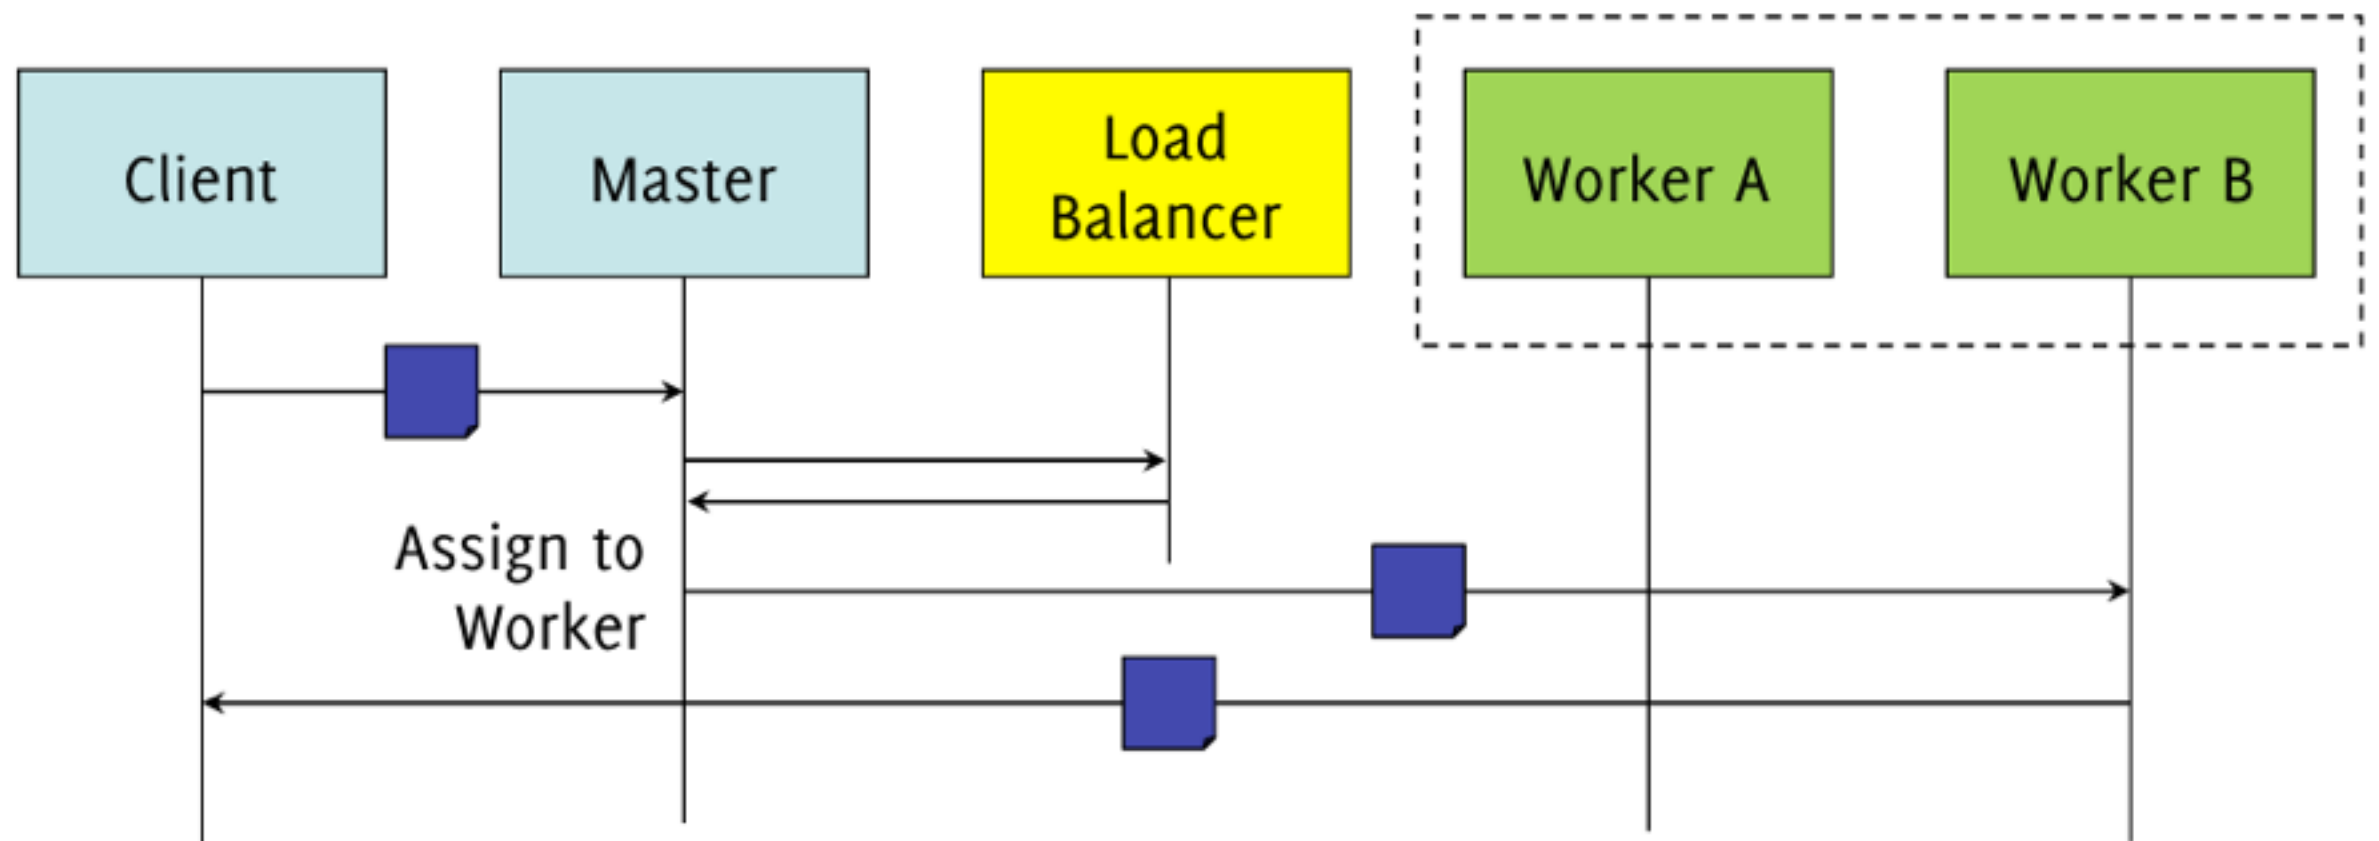 Client
Master
Load
Balancer
Worker A
Worker B
Assign to
Worker